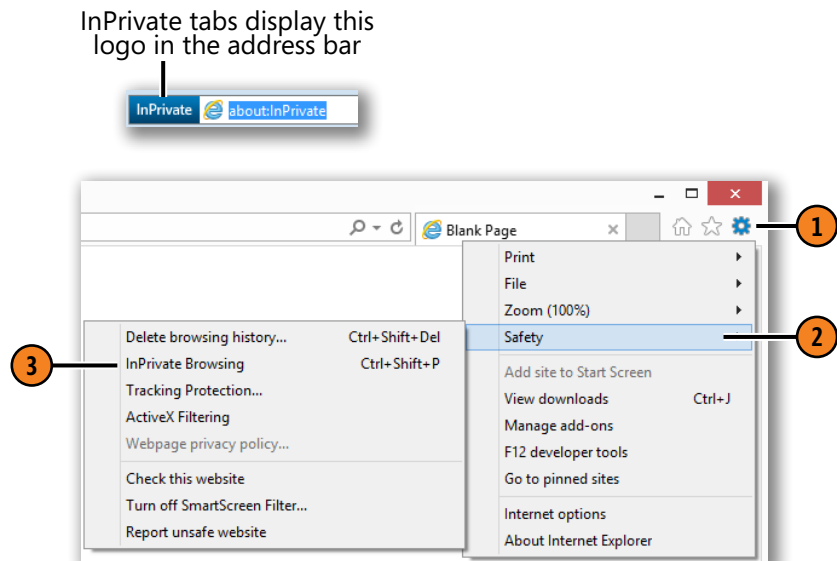 InPrivate tabs display this
logo in the address bar
InPrivate about:InPrivate
Blank Page
1
Print
File
Zoom (100%)
Safety
2
Add site to Start Screen
View downloads Ctrl+J
Manage add-ons
F12 developer tools
Go to pinned sites
Internet options
About Internet Explorer
Delete browsing history... Ctrl+Shift+Del
3
InPrivate Browsing Ctrl+Shift+P
Tracking Protection...
ActiveX Filtering
Webpage privacy policy...
Check this website
Turn off SmartScreen Filter...
Report unsafe website